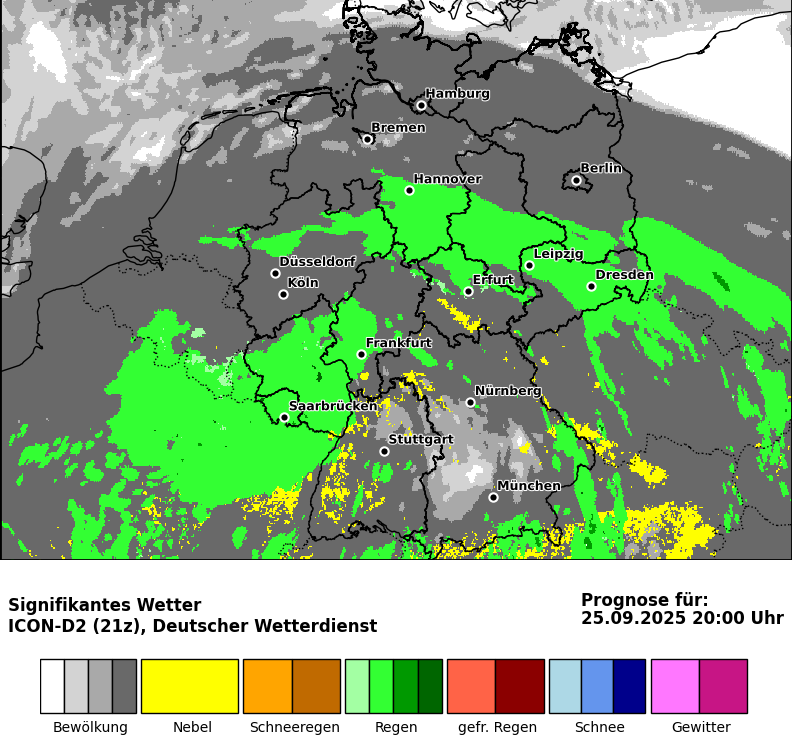 Hamburg
Bremen
Berlin
Hannover
Leipzig
Düsseldorf
Dresden
Köln
Erfurt
Frankfurt
Nürnberg
Saarbrücken
Stuttgart
München
Signifikantes Wetter
ICON-D2 (21z), Deutscher Wetterdienst
Prognose für:
25.09.2025 20:00 Uhr
Bewölkung
Nebel
Schneeregen
Regen
gefr. Regen
Schnee
Gewitter